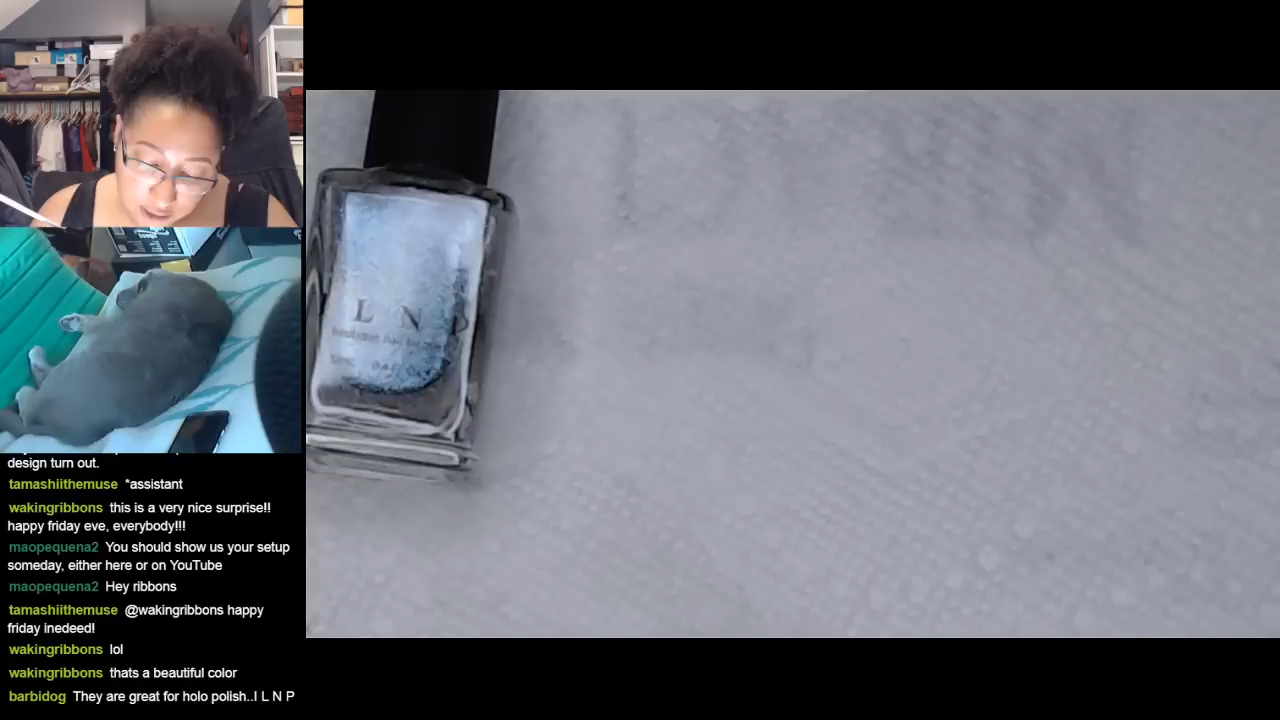 design turn out.
tamashiithemuse *assistant
wakingribbons this is a very nice surprise!!
happy friday eve, everybody!!!
maopequena2 You should show us your setup
someday, either here or on YouTube
maopequena2 Hey ribbons
tamashiithemuse @wakingribbons happy
friday inedeed!
wakingribbons lol
wakingribbons thats a beautiful color
barbidog They are great for holo polish..I L N P
L N P